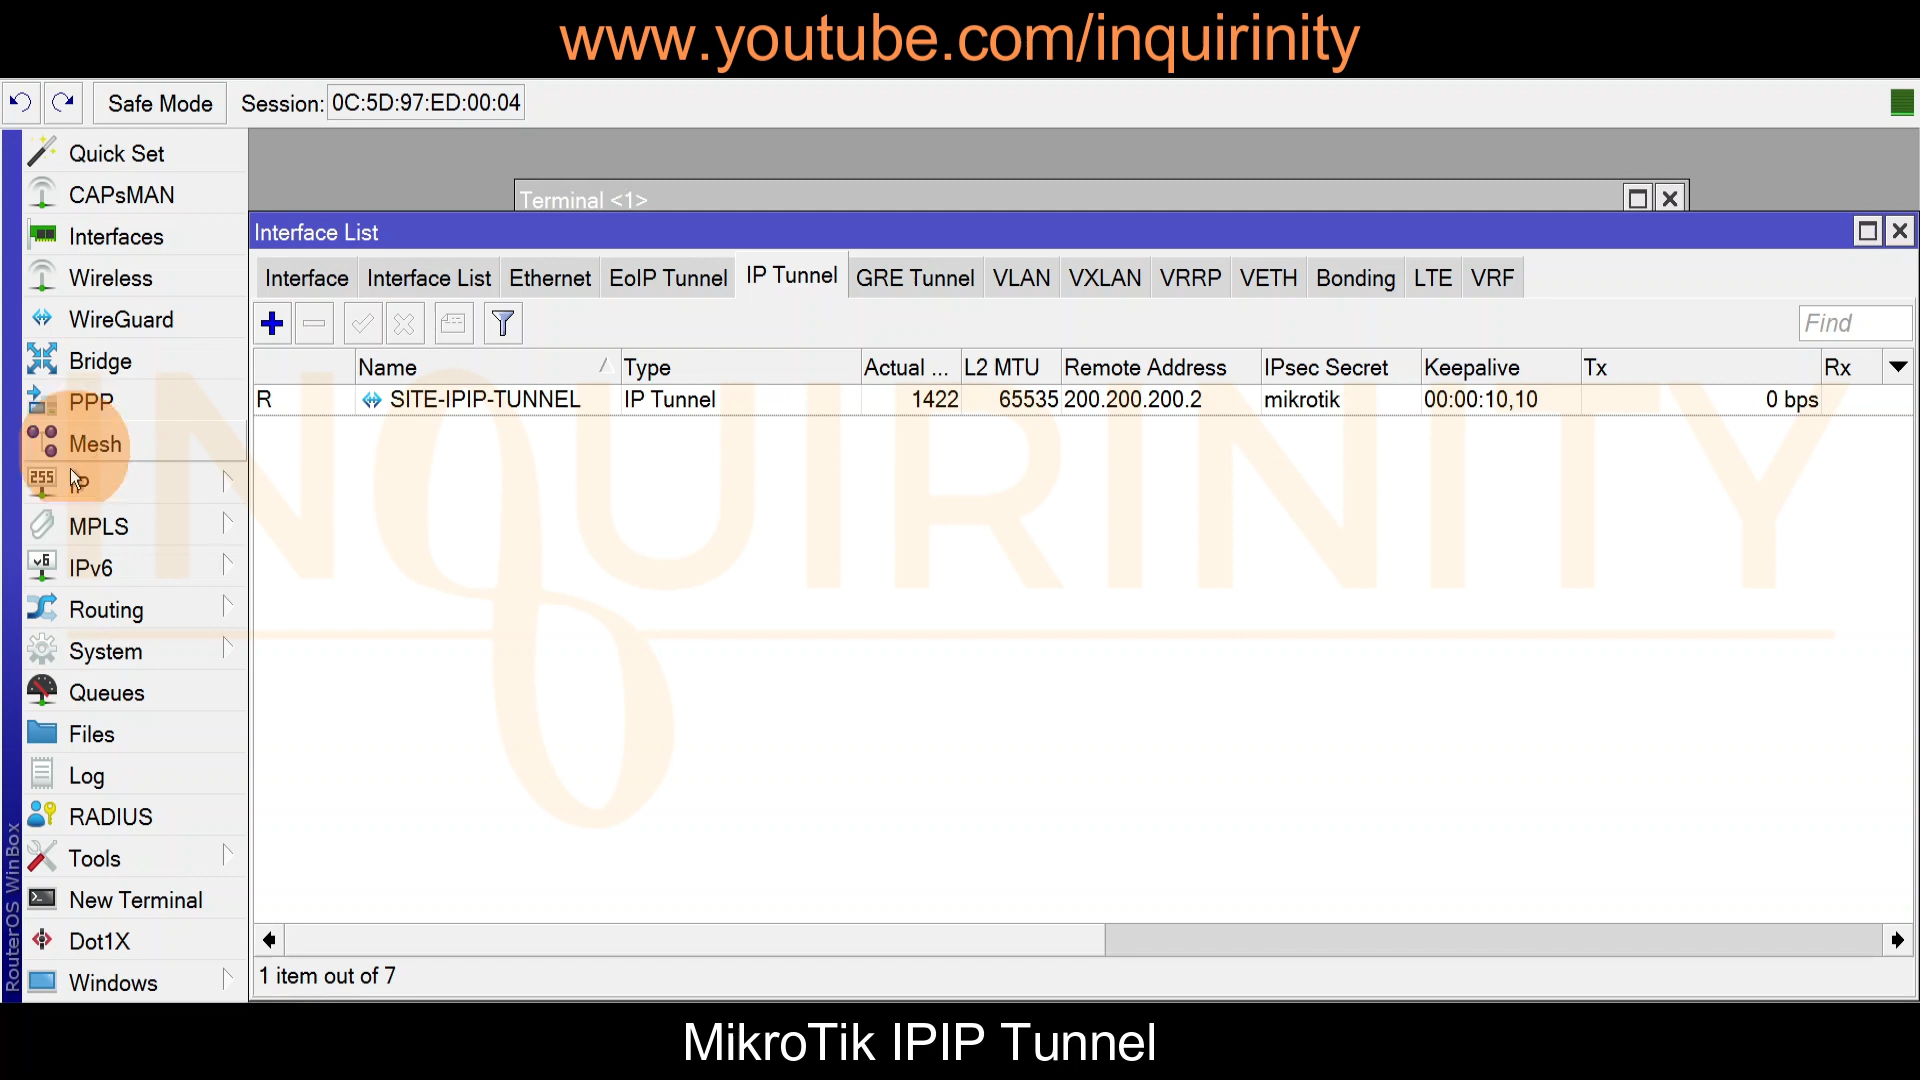 www.youtube.com/inquirinity
Safe Mode Session: 0C:5D:97:ED:00:04
Quick Set
CAPsMAN
Interfaces
Wireless
WireGuard
Bridge
PPP
Mesh
255 IP
MPLS
v6 IPv6
Routing
System
Queues
Files
Log
RADIUS
Tools
New Terminal
Dot1X
Windows
RouterOS WinBox
Terminal <1>
Interface List
Interface Interface List Ethernet EoIP Tunnel IP Tunnel GRE Tunnel VLAN VXLAN VRRP VETH Bonding LTE VRF
Find
Name Type Actual ... L2 MTU Remote Address IPsec Secret Keepalive Tx Rx
R SITE-IPIP-TUNNEL IP Tunnel 1422 65535 200.200.200.2 mikrotik 00:00:10,10 0 bps
INQUIRINITY
1 item out of 7
MikroTik IPIP Tunnel